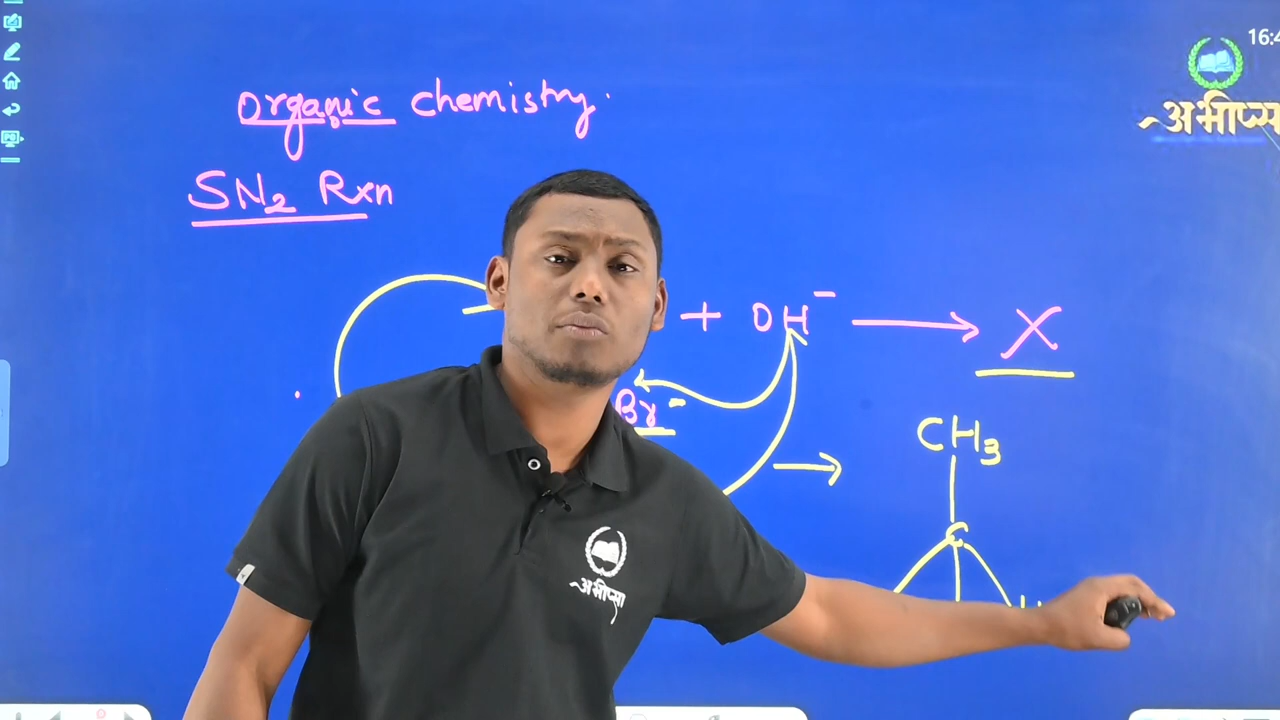 16:4
अभीप्सा
Organic chemistry.
SN2 Rxn
+ OH⁻ → X
Br⁻
→
CH3
C
H
अभीप्सा